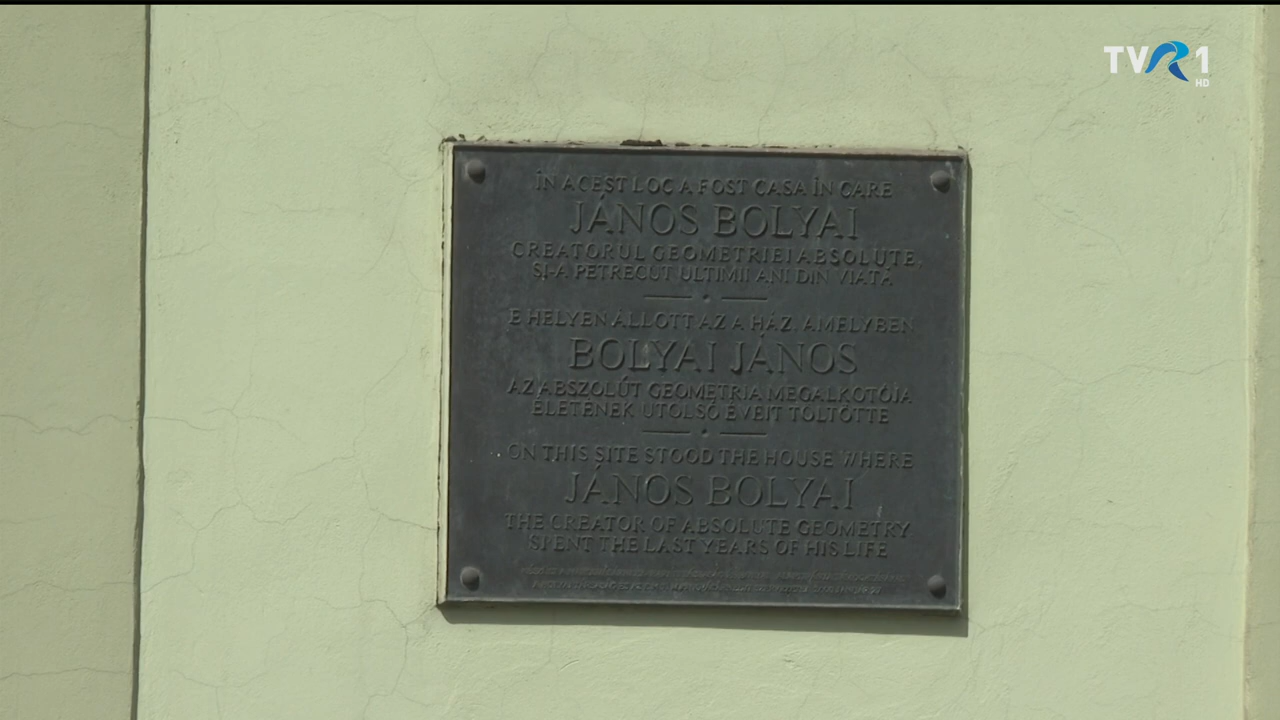 TVR1
HD
ÎN ACEST LOC A FOST CASA ÎN CARE
JÁNOS BOLYAI
CREATORUL GEOMETRIEI ABSOLUTE,
ȘI-A PETRECUT ULTIMII ANI DIN VIAȚĂ
E HELYEN ÁLLOTT AZ A HÁZ, AMELYBEN
BOLYAI JÁNOS
AZ ABSZOLÚT GEOMETRIA MEGALKOTÓJA
ÉLETÉNEK UTOLSÓ ÉVEIT TÖLTÖTTE
ON THIS SITE STOOD THE HOUSE WHERE
JÁNOS BOLYAI
THE CREATOR OF ABSOLUTE GEOMETRY
SPENT THE LAST YEARS OF HIS LIFE